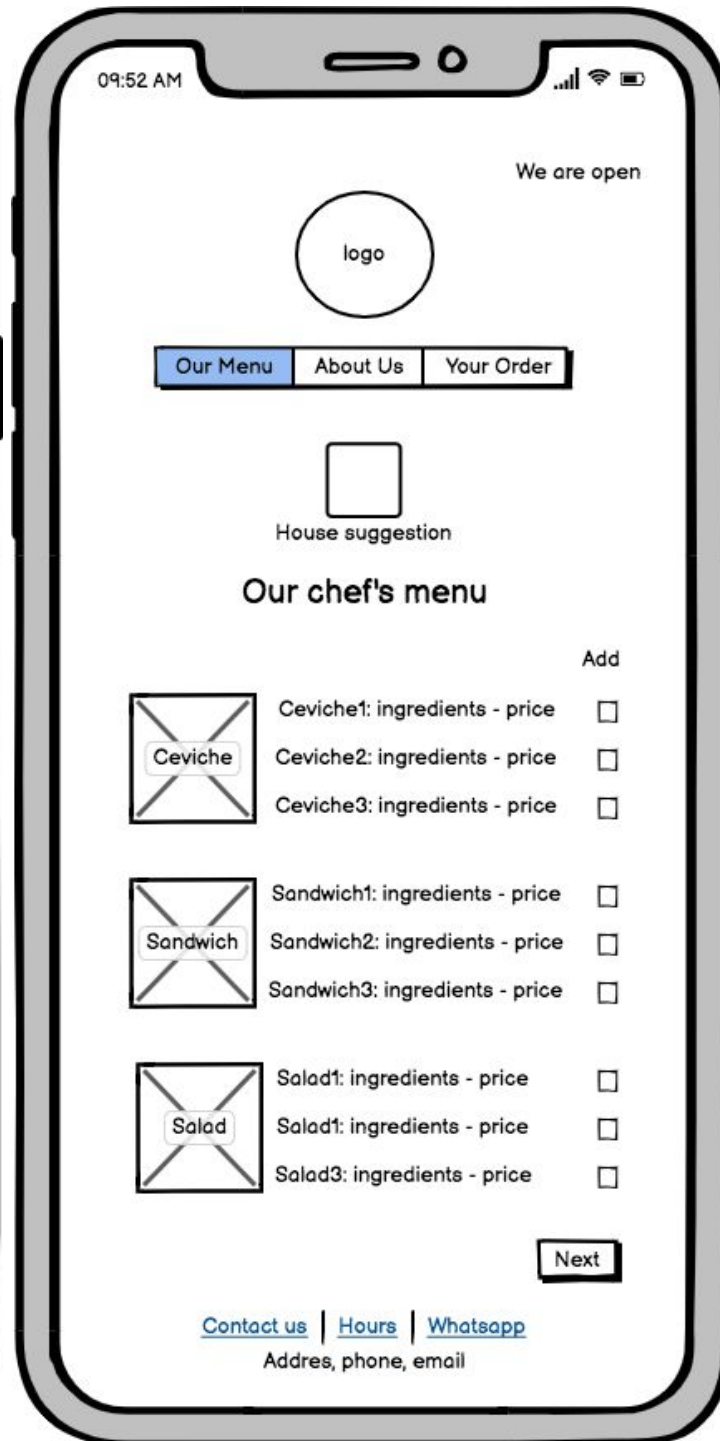 09:52 AM
We are open
logo
Our Menu About Us Your Order
House suggestion
Our chef's menu
Add
Ceviche
Ceviche1: ingredients - price
Ceviche2: ingredients - price
Ceviche3: ingredients - price
Sandwich
Sandwich1: ingredients - price
Sandwich2: ingredients - price
Sandwich3: ingredients - price
Salad
Salad1: ingredients - price
Salad1: ingredients - price
Salad3: ingredients - price
Next
Contact us | Hours | Whatsapp
Addres, phone, email